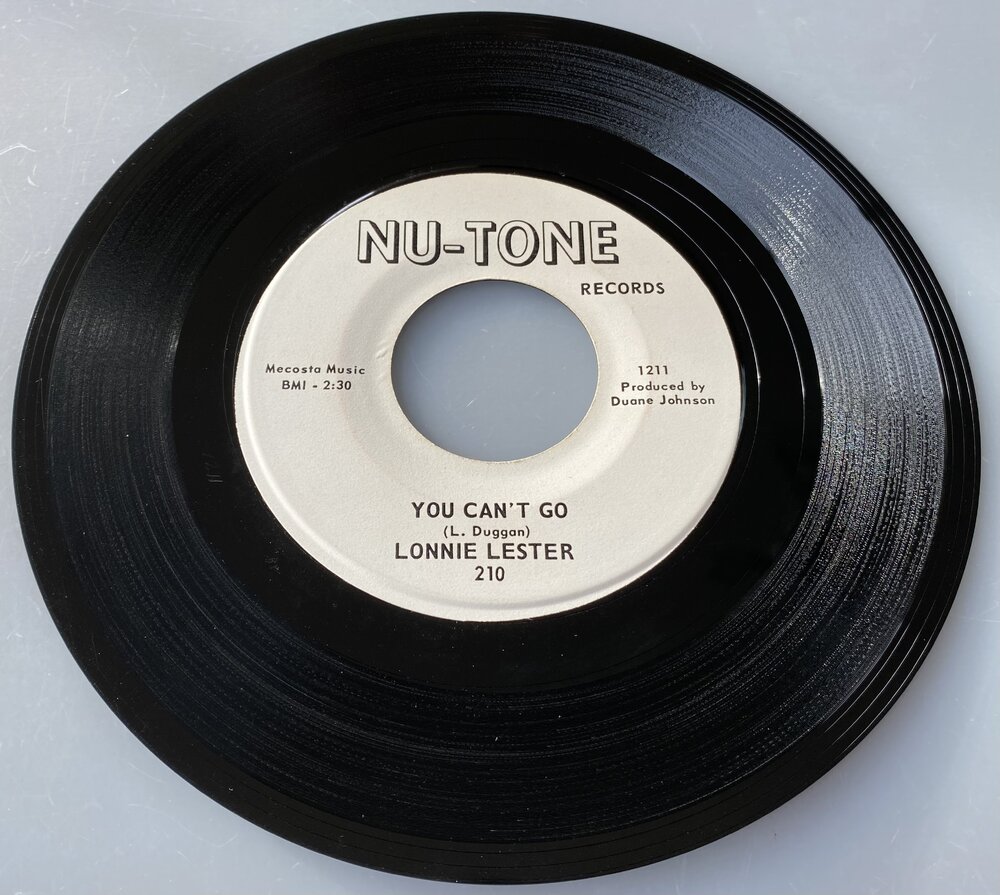 NU-TONE
RECORDS
Mecosta Music
BMI - 2:30
1211
Produced by
Duane Johnson
YOU CAN'T GO
(L. Duggan)
LONNIE LESTER
210